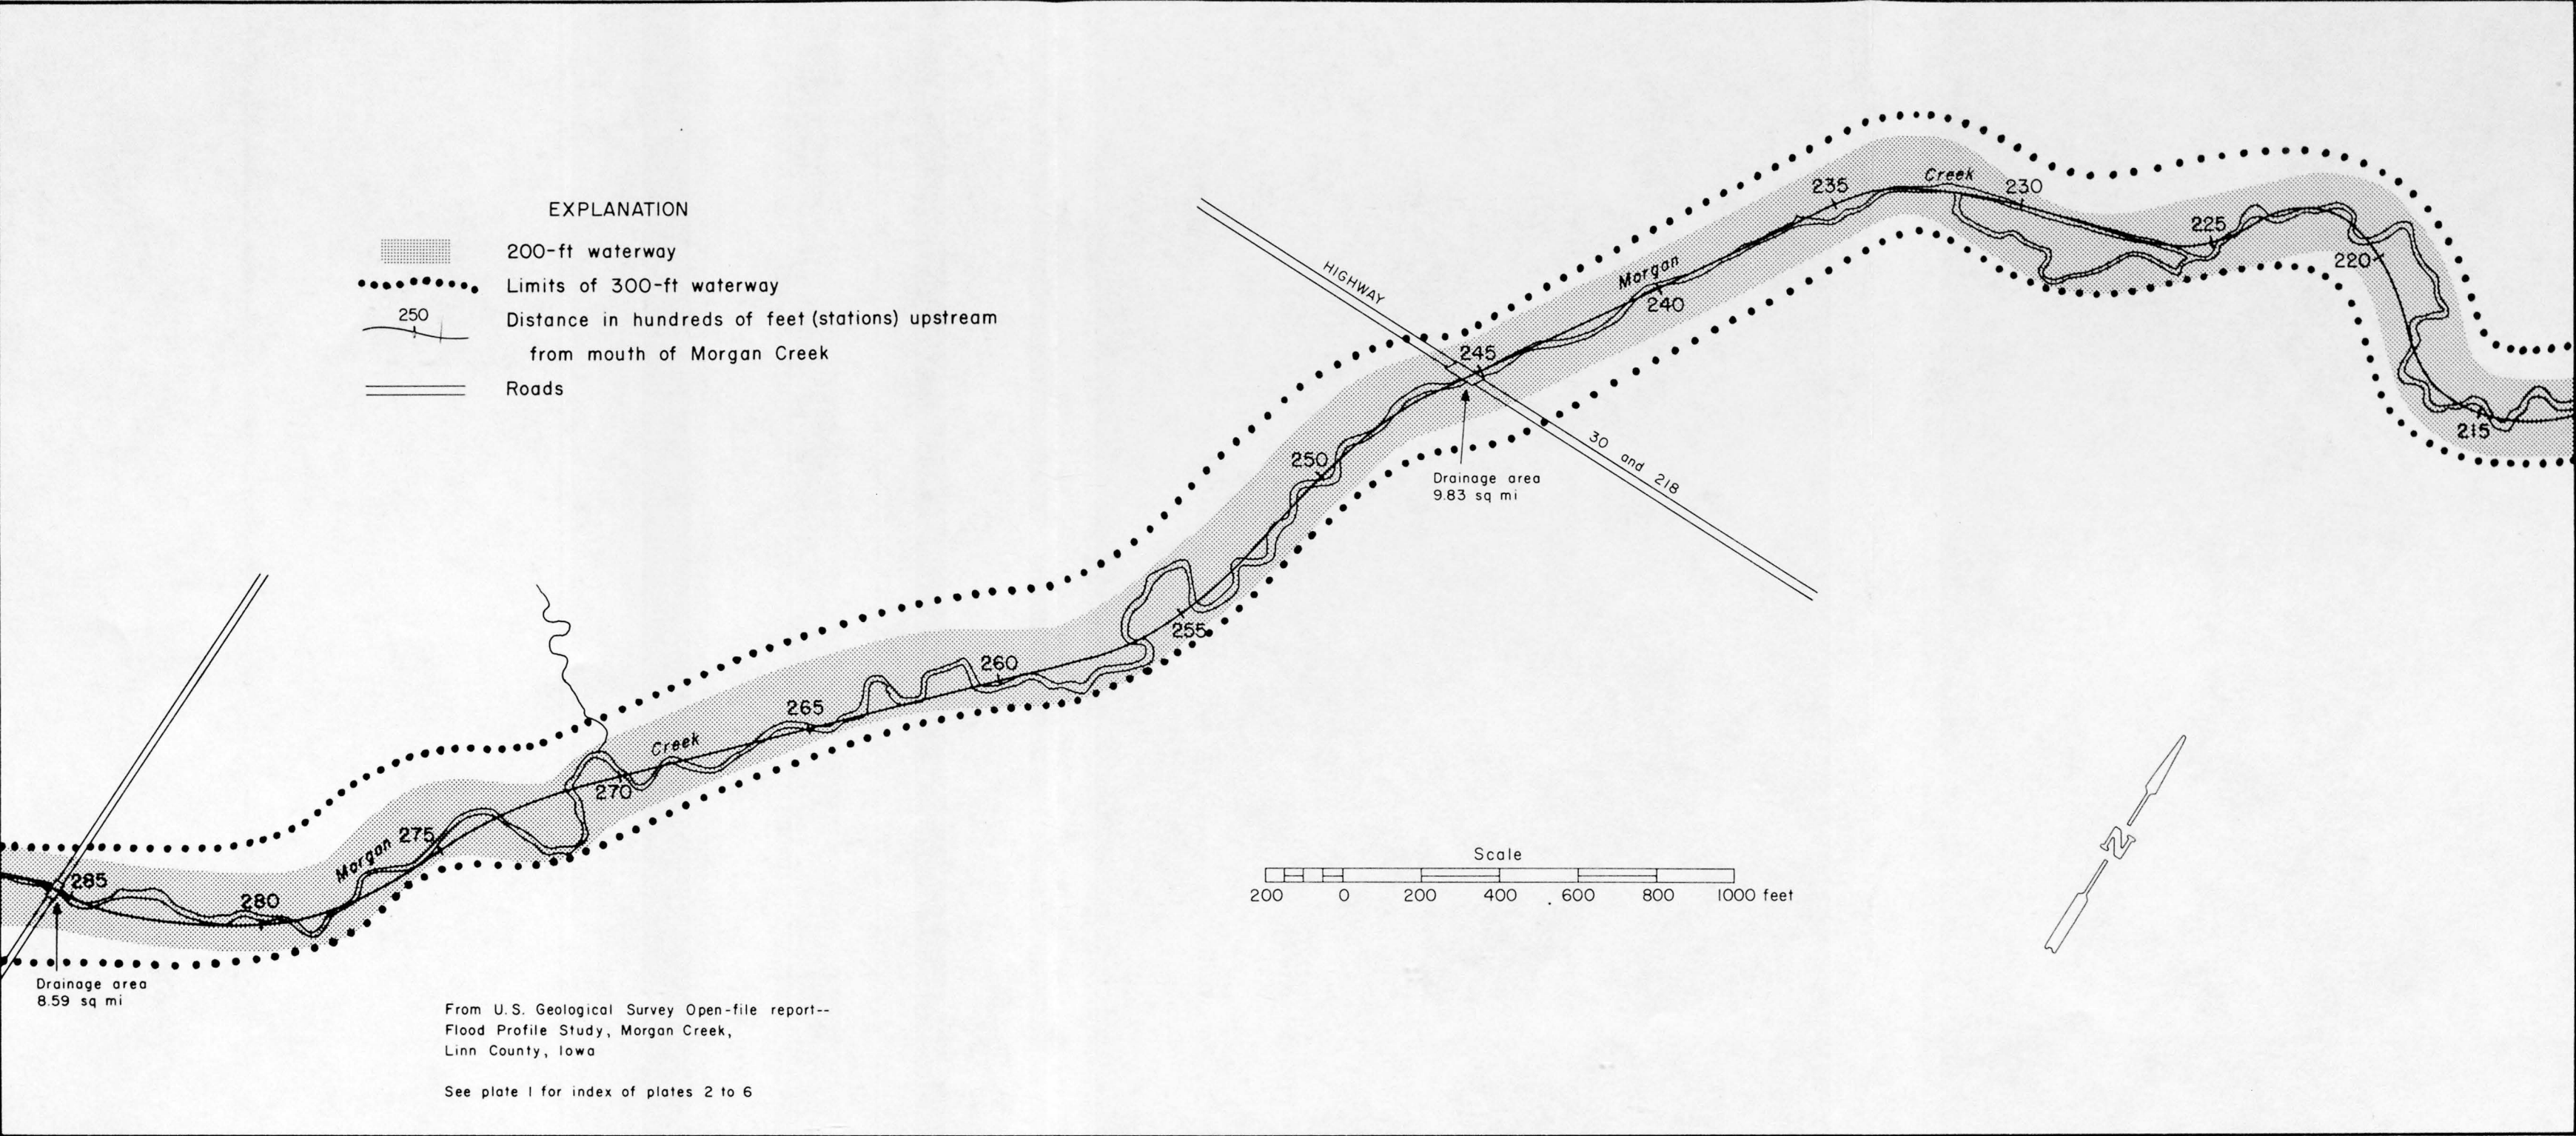 EXPLANATION
200-ft waterway
Limits of 300-ft waterway
250
Distance in hundreds of feet (stations) upstream
from mouth of Morgan Creek
Roads
HIGHWAY
30 and 218
Morgan
Creek
235
230
225
220
215
240
245
Drainage area
9.83 sq mi
250
255
260
265
Creek
270
275
Morgan
280
285
Drainage area
8.59 sq mi
Scale
200 0 200 400 600 800 1000 feet
N
From U.S. Geological Survey Open-file report--
Flood Profile Study, Morgan Creek,
Linn County, Iowa
See plate 1 for index of plates 2 to 6